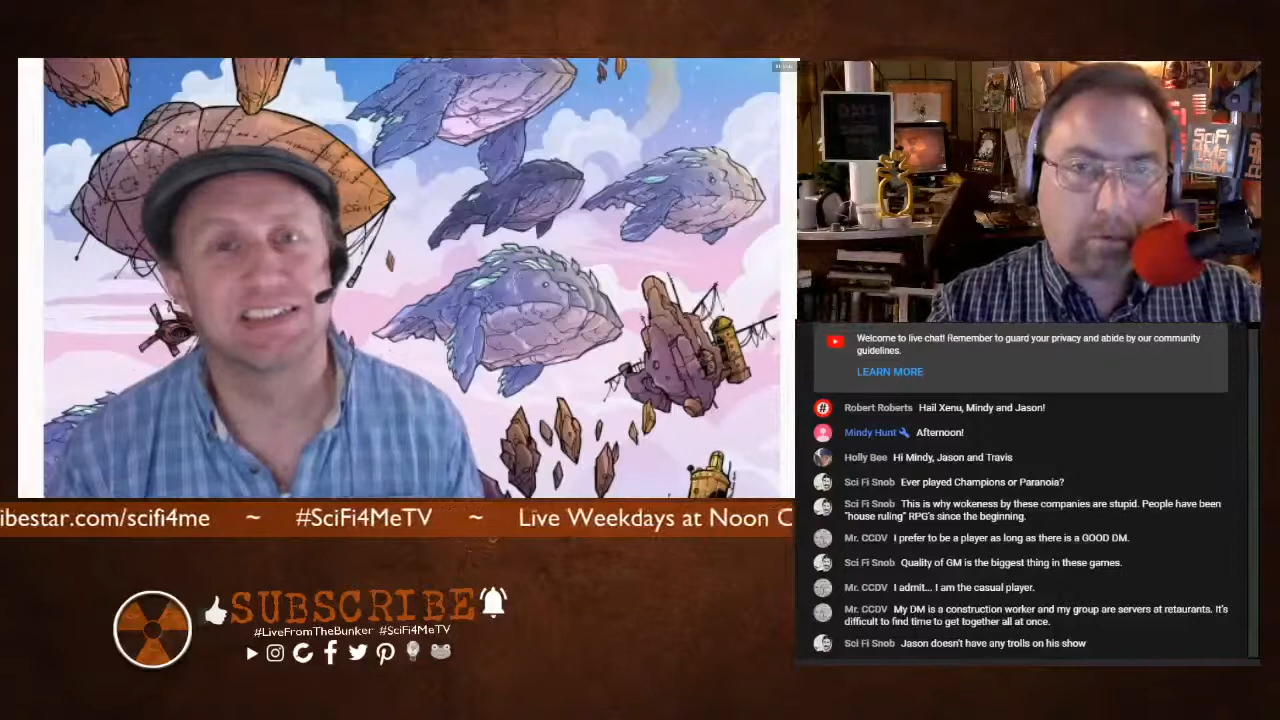 SciFi
4Me
.COM
Welcome to live chat! Remember to guard your privacy and abide by our community
guidelines.
LEARN MORE
Robert Roberts Hail Xenu, Mindy and Jason!
Mindy Hunt Afternoon!
Holly Bee Hi Mindy, Jason and Travis
Sci Fi Snob Ever played Champions or Paranoia?
Sci Fi Snob This is why wokeness by these companies are stupid. People have been
"house ruling" RPG's since the beginning.
Mr. CCDV I prefer to be a player as long as there is a GOOD DM.
Sci Fi Snob Quality of GM is the biggest thing in these games.
Mr. CCDV I admit... I am the casual player.
Mr. CCDV My DM is a construction worker and my group are servers at retaurants. It's
difficult to find time to get together all at once.
Sci Fi Snob Jason doesn't have any trolls on his show
ibestar.com/scifi4me ~ #SciFi4MeTV ~ Live Weekdays at Noon C
SUBSCRIBE
#LiveFromTheBunker #SciFi4MeTV